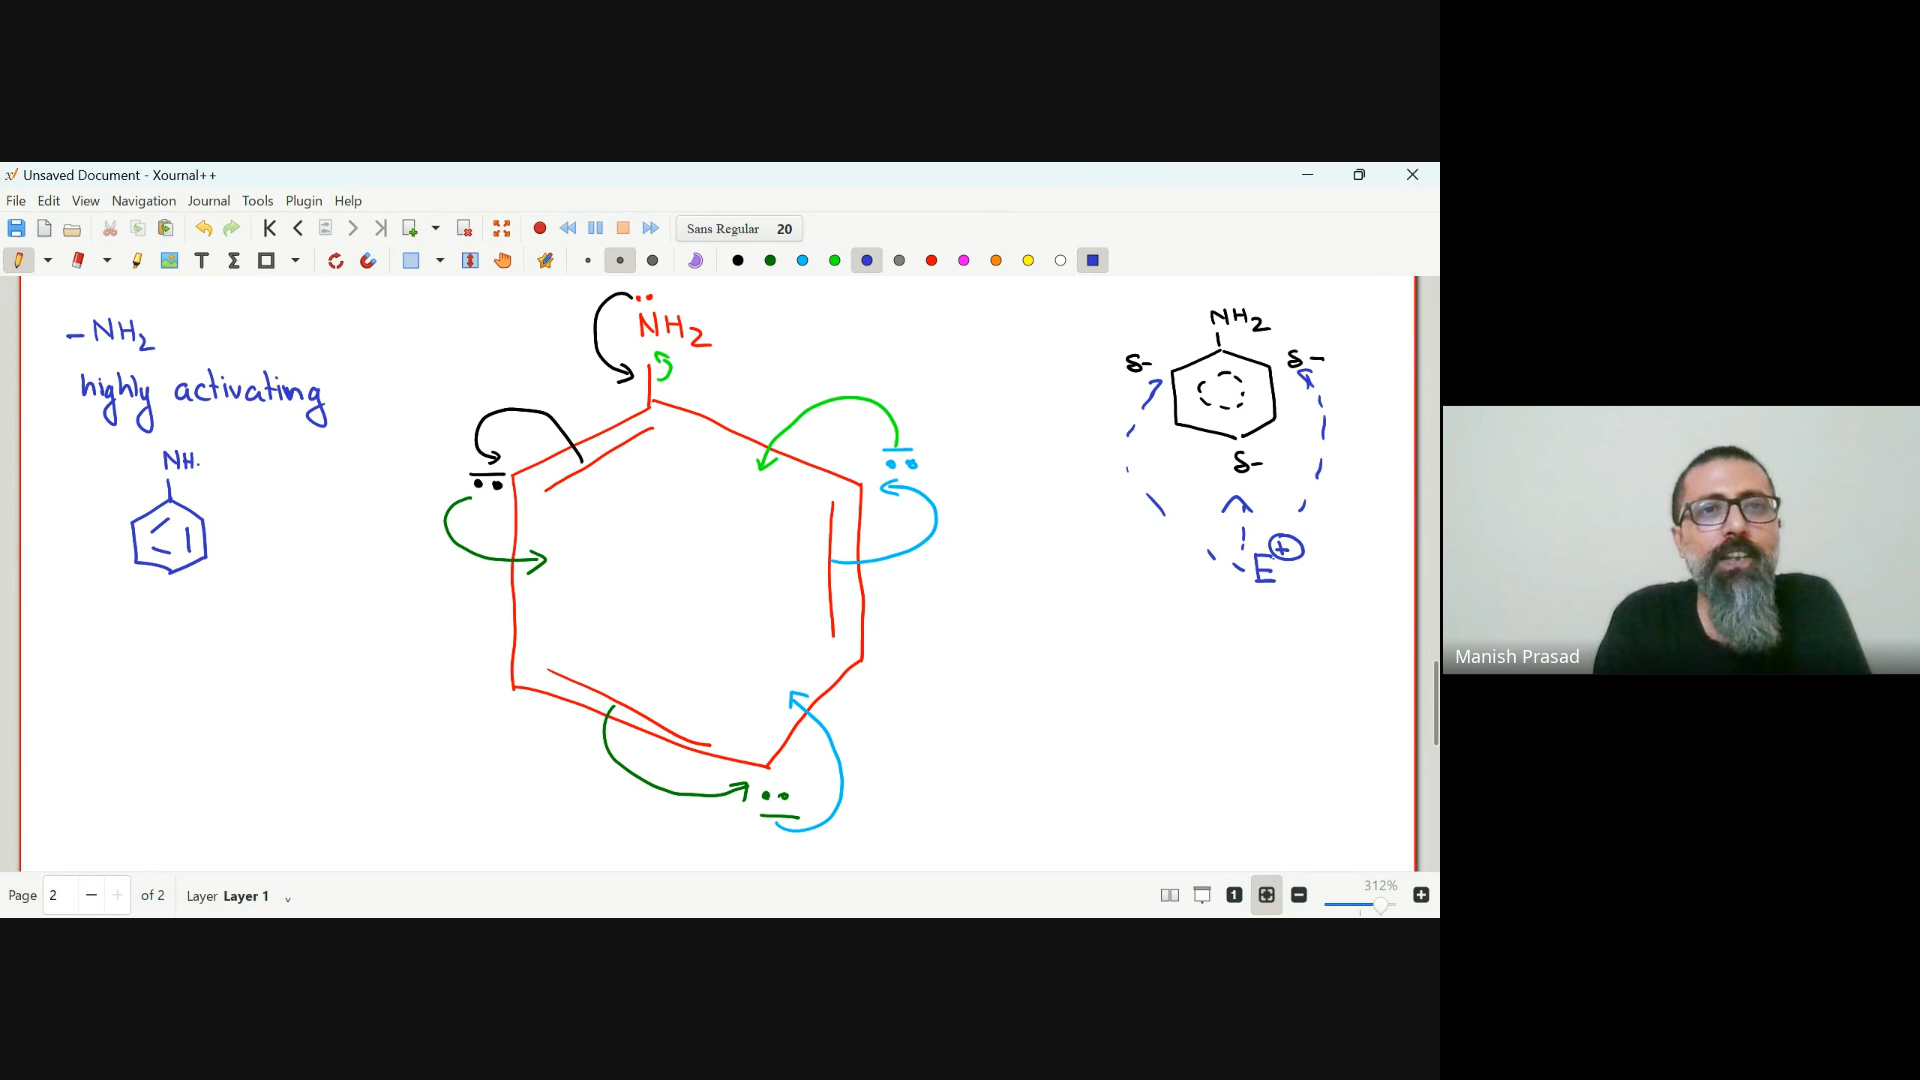 Unsaved Document - Xournal++
File Edit View Navigation Journal Tools Plugin Help
Sans Regular 20
-NH2
highly activating
NH
NH2
NH2
δ-
δ-
δ-
E+
Manish Prasad
Page 2 of 2 Layer Layer 1
1
312%